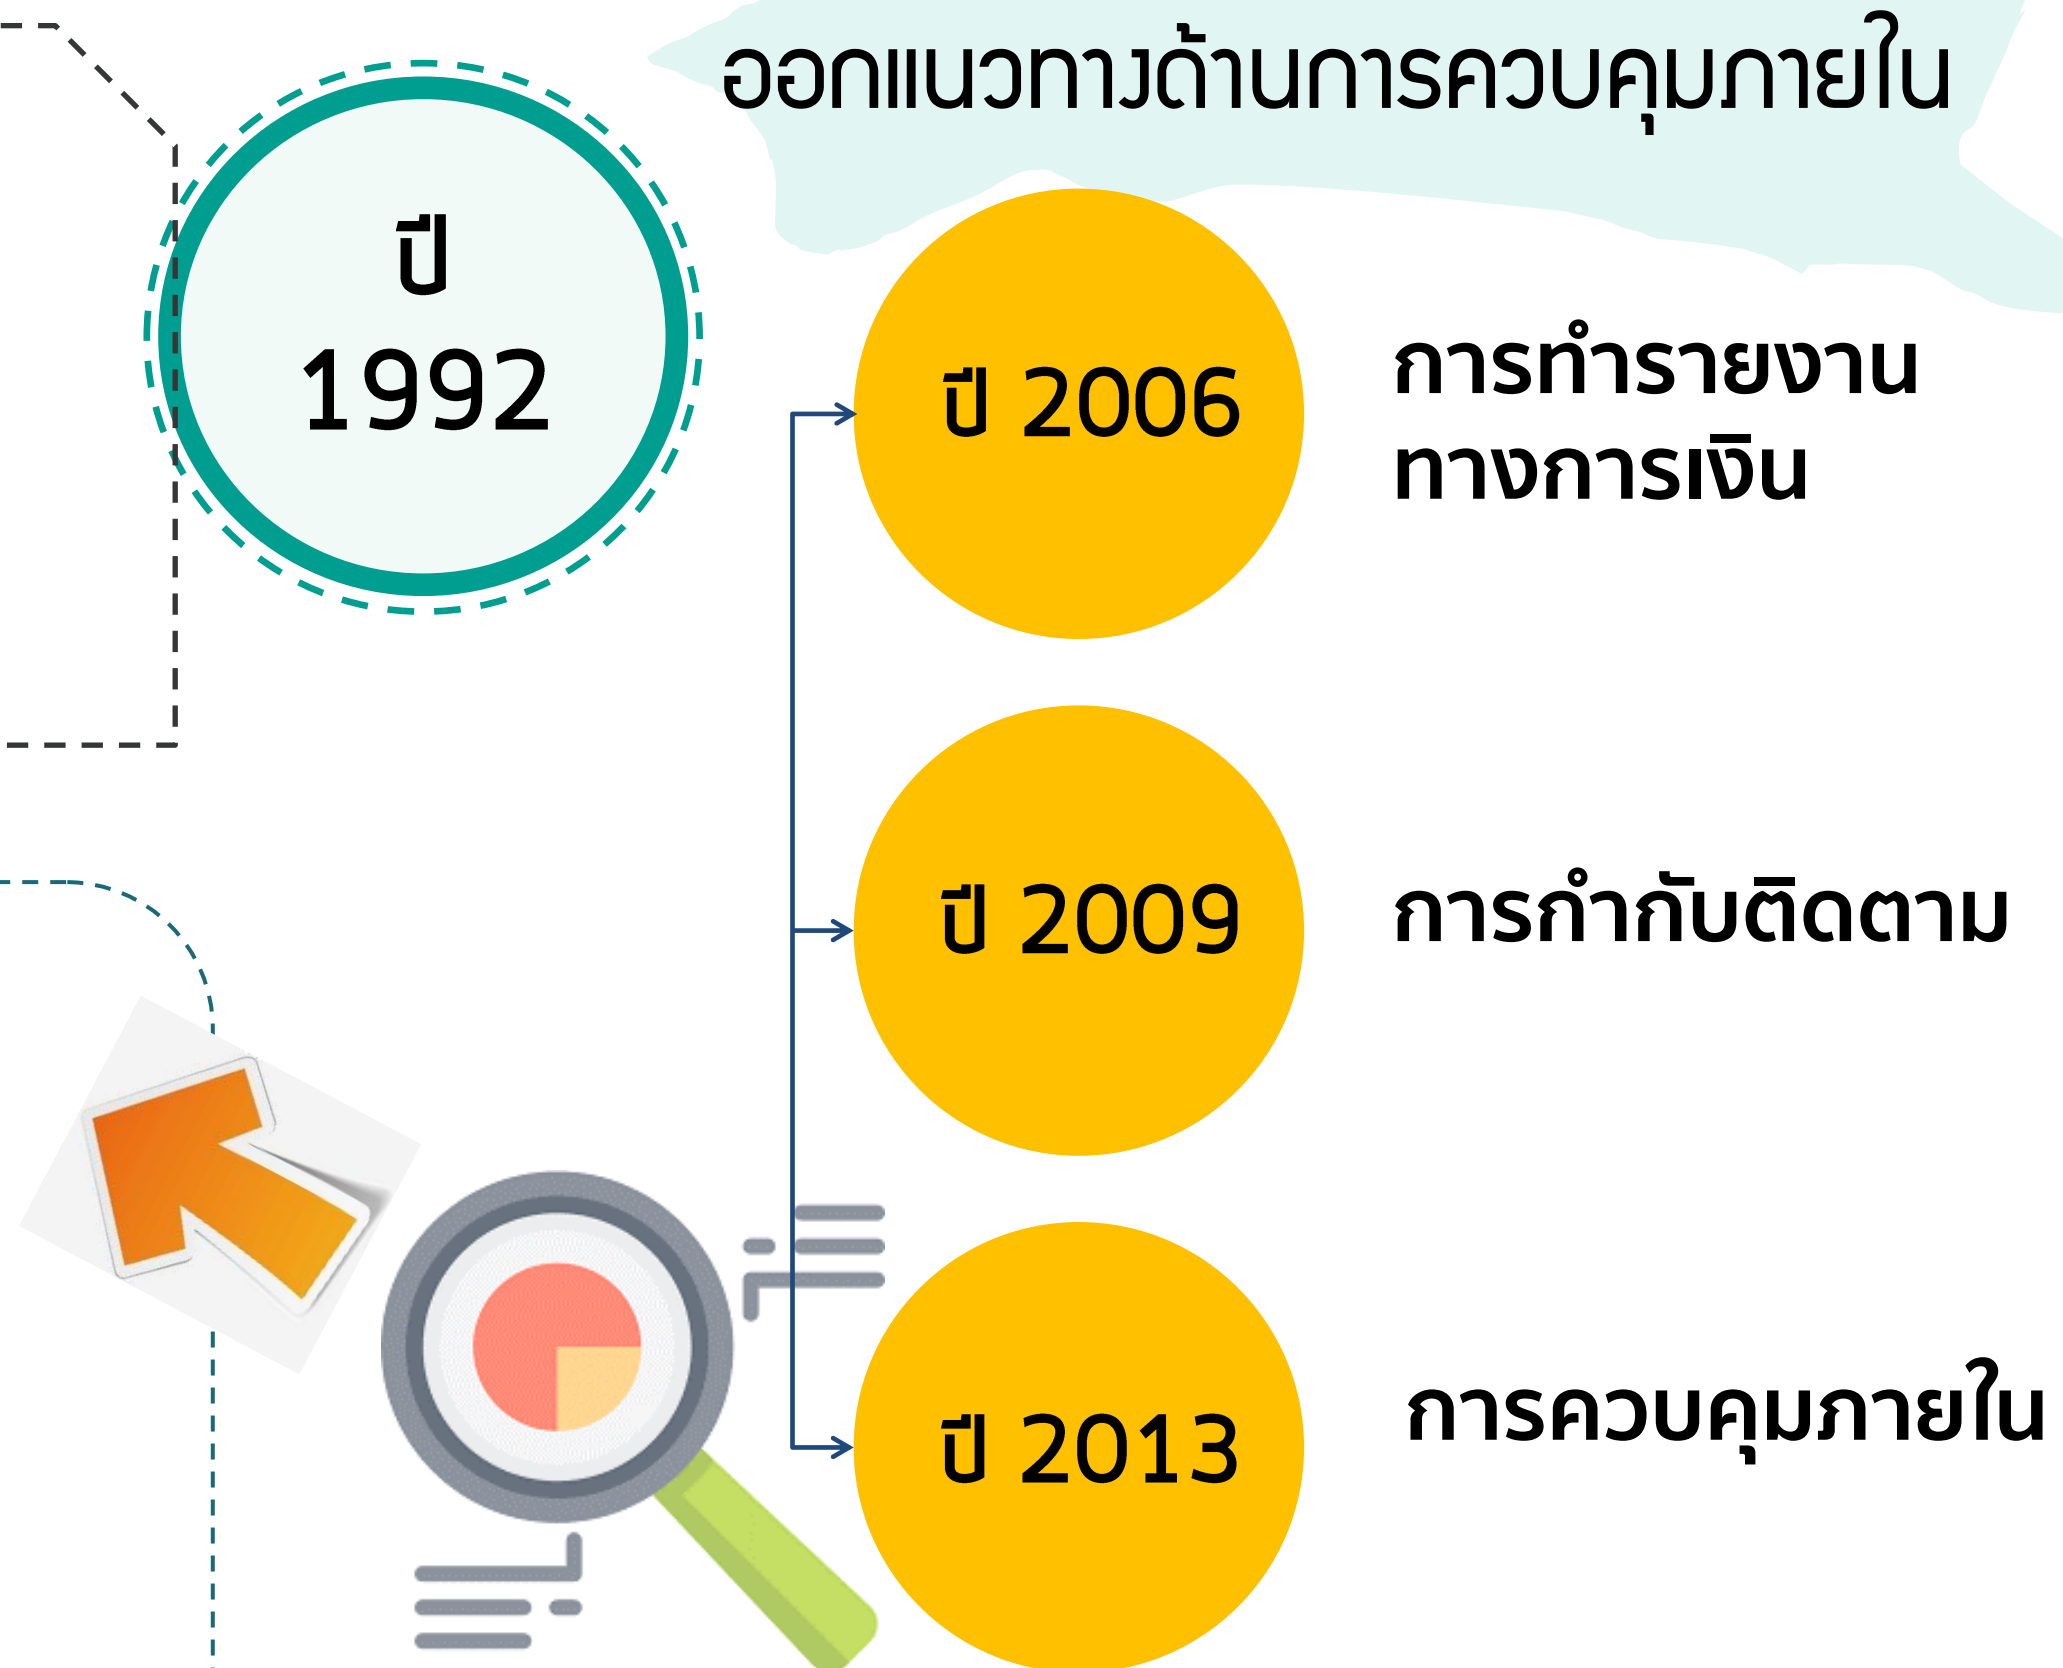 ออกแนวทางด้านการควบคุมภายใน
ปี
1992
ปี 2006
การทำรายงาน
ทางการเงิน
ปี 2009
การกำกับติดตาม
ปี 2013
การควบคุมภายใน